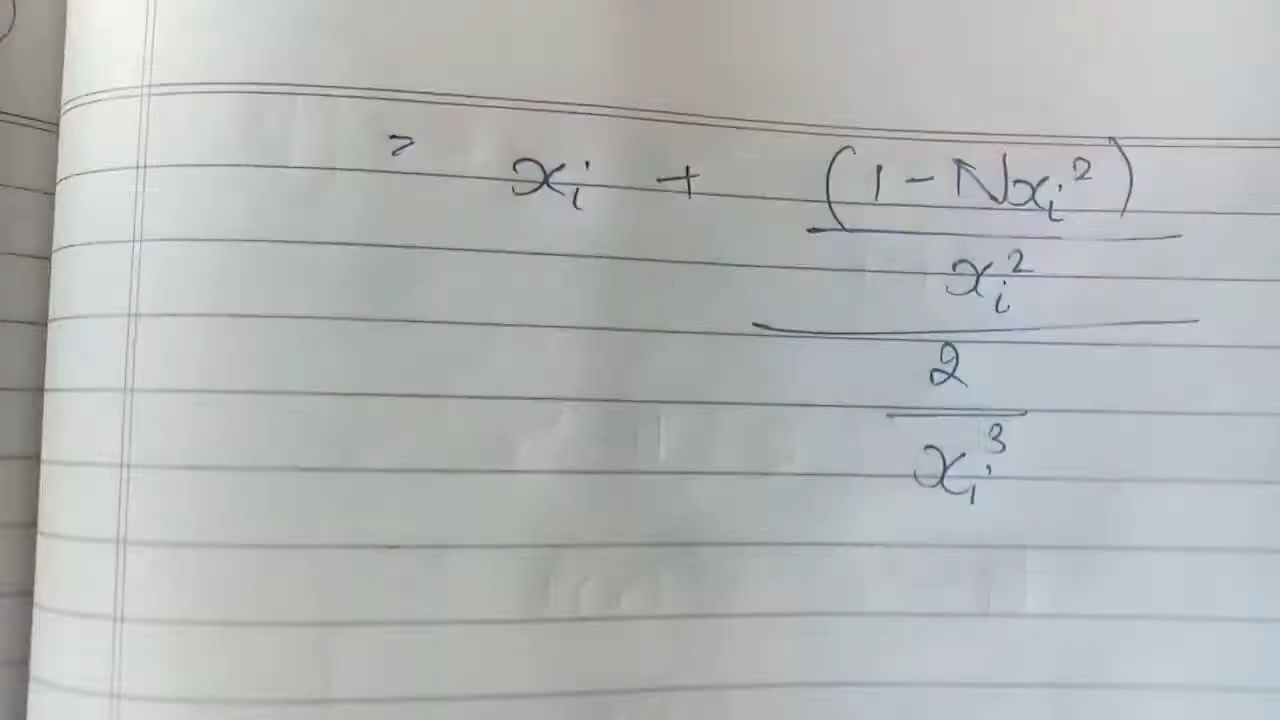 = xᵢ + (1 - Nxᵢ²)
xᵢ²
2
xᵢ³